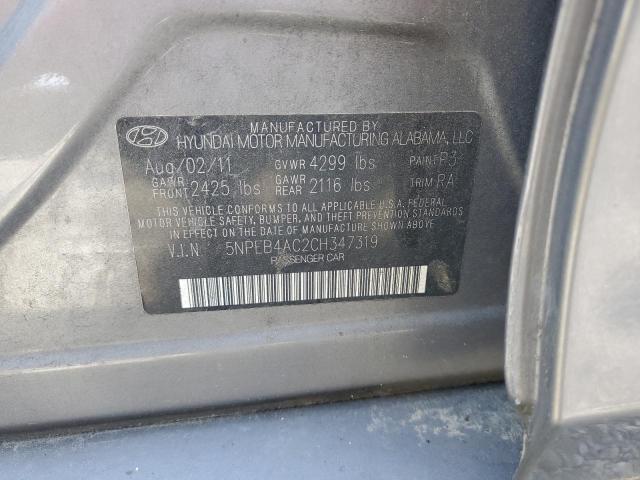 MANUFACTURED BY
HYUNDAI MOTOR MANUFACTURING ALABAMA, LLC
Aug/02/11 GVWR 4299 lbs PAINT P3
GAWR FRONT 2425 lbs GAWR REAR 2116 lbs TRIM RA
THIS VEHICLE CONFORMS TO ALL APPLICABLE U.S.A. FEDERAL
MOTOR VEHICLE SAFETY, BUMPER, AND THEFT PREVENTION STANDARDS
IN EFFECT ON THE DATE OF MANUFACTURE SHOWN ABOVE.
V.I.N. 5NPEB4AC2CH347319
PASSENGER CAR